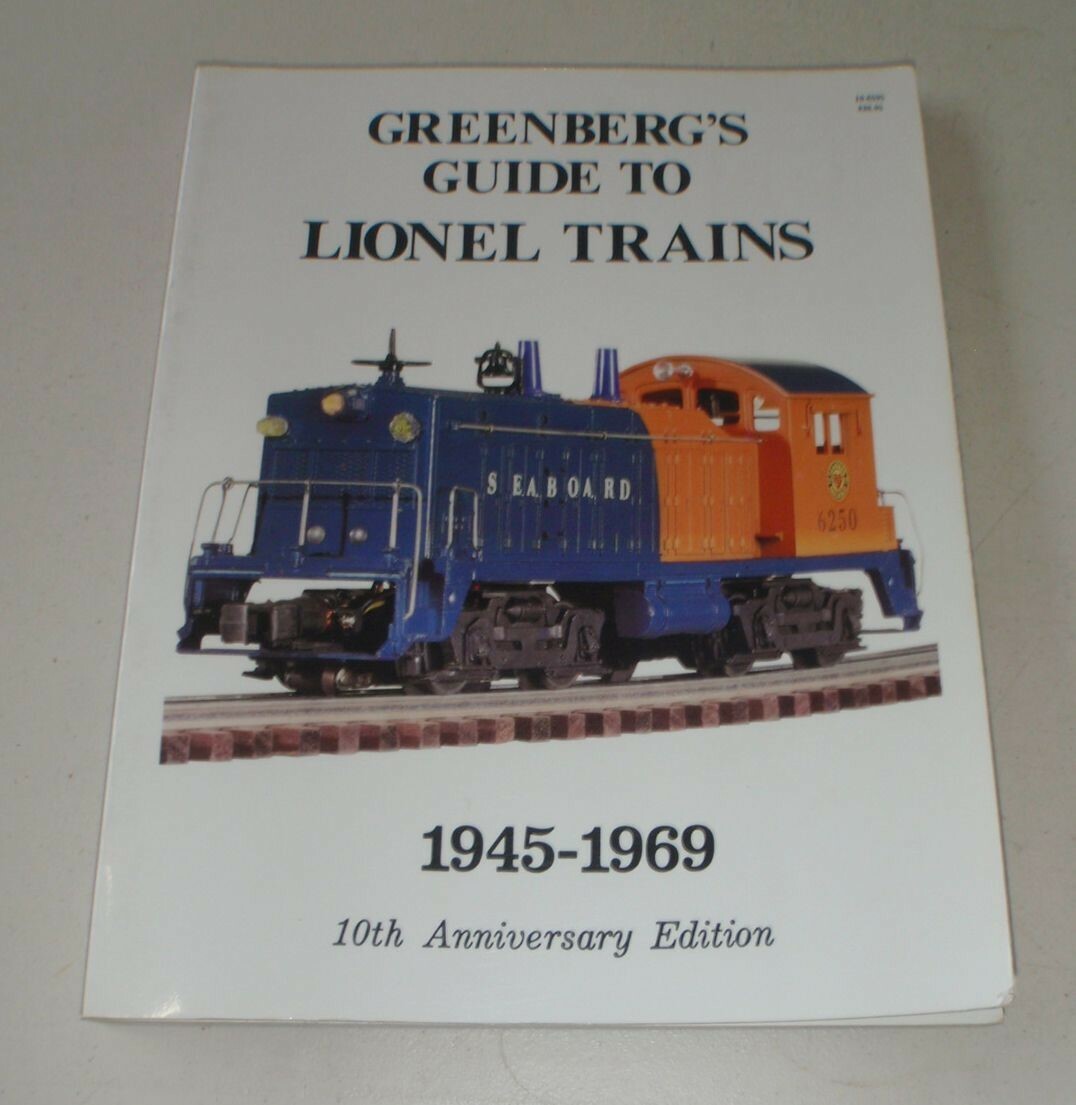 GREENBERG'S
GUIDE TO
LIONEL TRAINS
SEABOARD
6250
1945-1969
10th Anniversary Edition